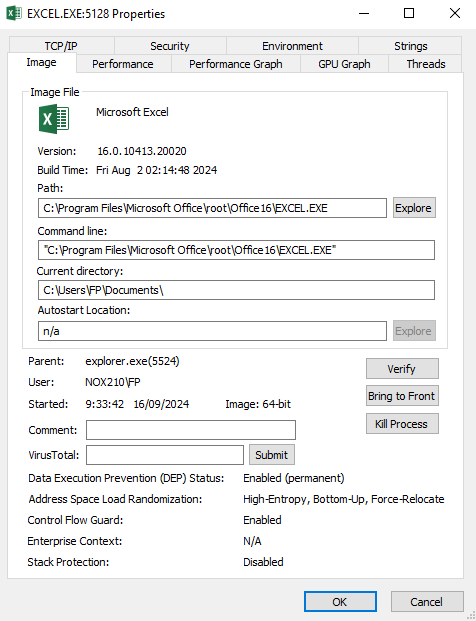 EXCEL.EXE:5128 Properties
TCP/IP Security Environment Strings
Image Performance Performance Graph GPU Graph Threads
Image File
Microsoft Excel
Version: 16.0.10413.20020
Build Time: Fri Aug 2 02:14:48 2024
Path:
C:\Program Files\Microsoft Office\root\Office16\EXCEL.EXE Explore
Command line:
"C:\Program Files\Microsoft Office\root\Office16\EXCEL.EXE"
Current directory:
C:\Users\FP\Documents\
Autostart Location:
n/a Explore
Parent: explorer.exe(5524)
Verify
User: NOX210\FP
Bring to Front
Started: 9:33:42 16/09/2024 Image: 64-bit
Kill Process
Comment:
VirusTotal: Submit
Data Execution Prevention (DEP) Status: Enabled (permanent)
Address Space Load Randomization: High-Entropy, Bottom-Up, Force-Relocate
Control Flow Guard: Enabled
Enterprise Context: N/A
Stack Protection: Disabled
OK Cancel